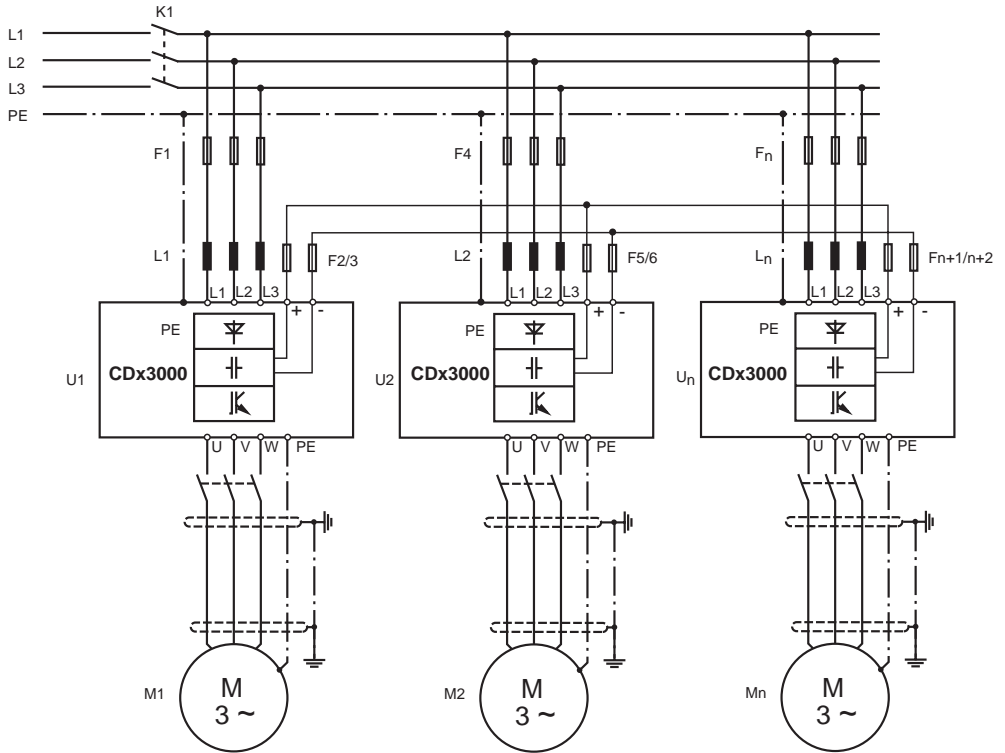 K1
L1
L2
L3
PE
F1 F4 Fn
L1 F2/3 L2 F5/6 Ln Fn+1/n+2
L1 L2 L3 + - L1 L2 L3 + - L1 L2 L3 + -
PE PE PE
U1 CDx3000 U2 CDx3000 Un CDx3000
U V W PE U V W PE U V W PE
M1 M 3 ~ M2 M 3 ~ Mn M 3 ~